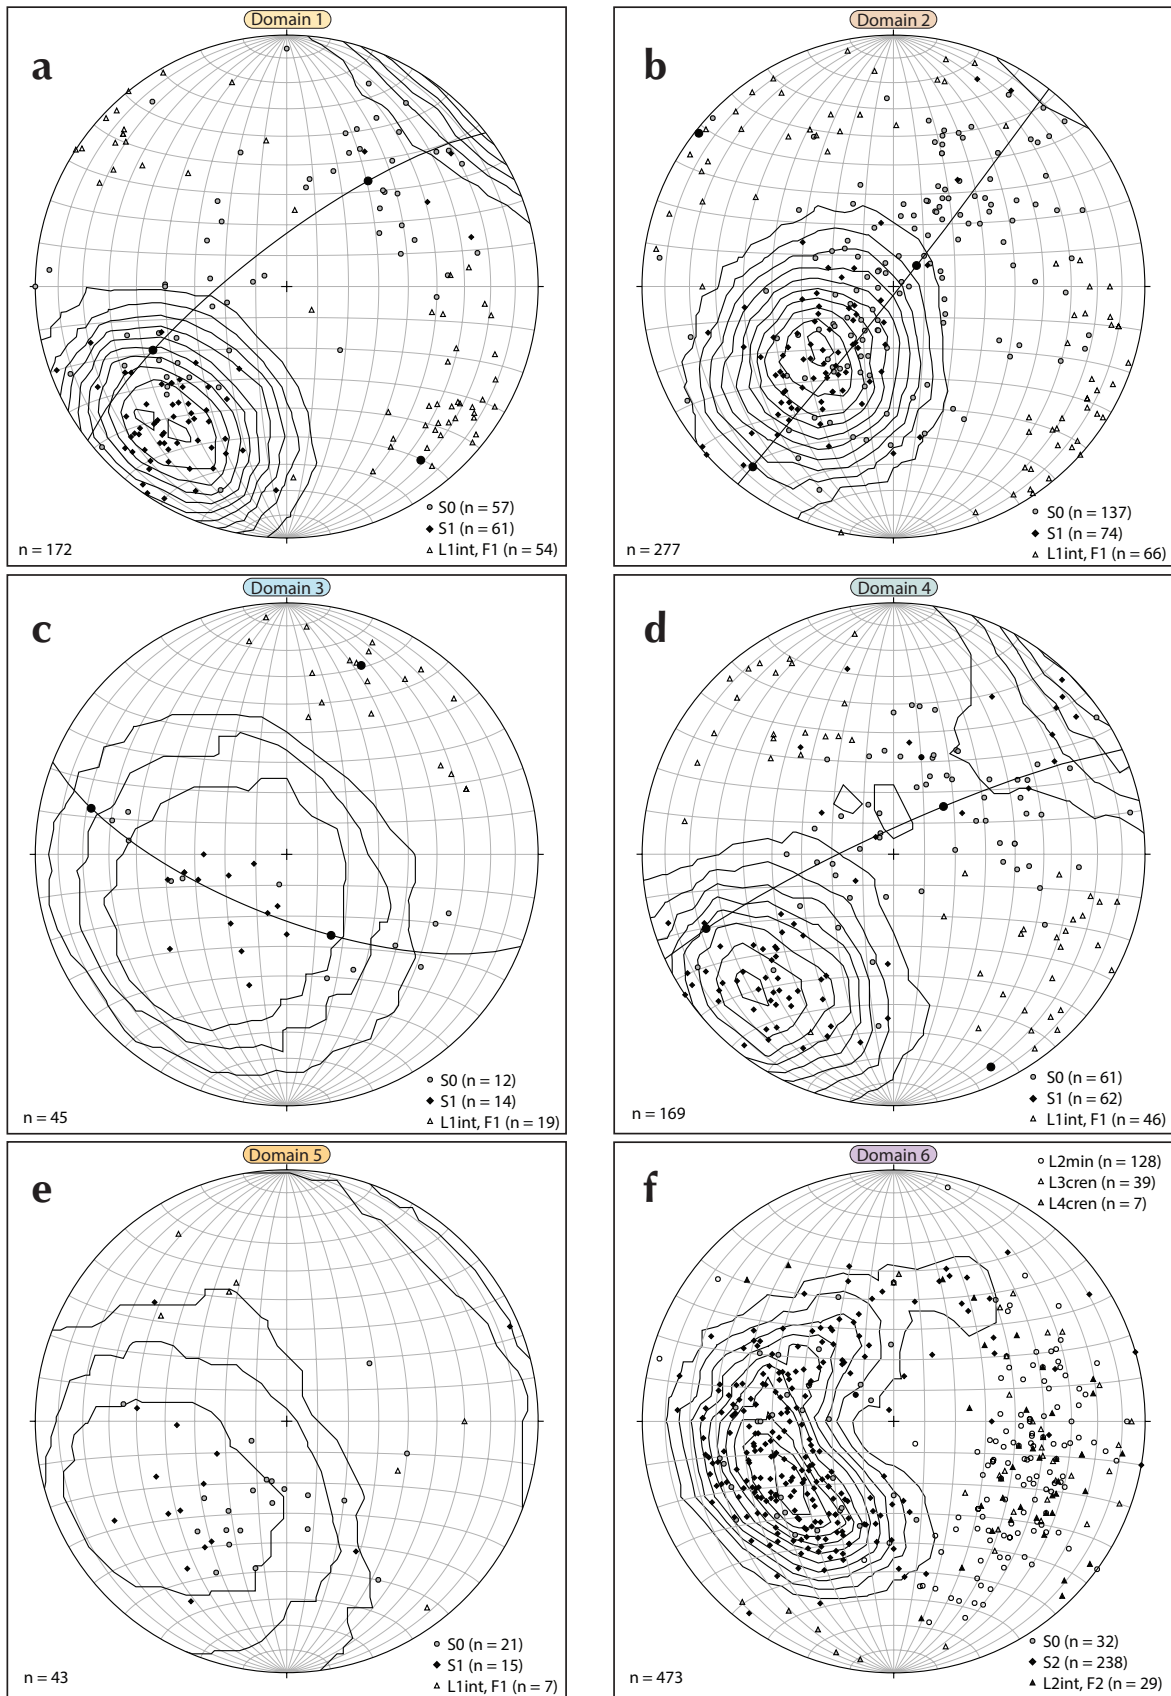 Domain 1
a
S0 (n = 57)
S1 (n = 61)
L1int, F1 (n = 54)
n = 172
Domain 2
b
S0 (n = 137)
S1 (n = 74)
L1int, F1 (n = 66)
n = 277
Domain 3
c
S0 (n = 12)
S1 (n = 14)
L1int, F1 (n = 19)
n = 45
Domain 4
d
S0 (n = 61)
S1 (n = 62)
L1int, F1 (n = 46)
n = 169
Domain 5
e
S0 (n = 21)
S1 (n = 15)
L1int, F1 (n = 7)
n = 43
Domain 6
f
L2min (n = 128)
L3cren (n = 39)
L4cren (n = 7)
S0 (n = 32)
S2 (n = 238)
L2int, F2 (n = 29)
n = 473